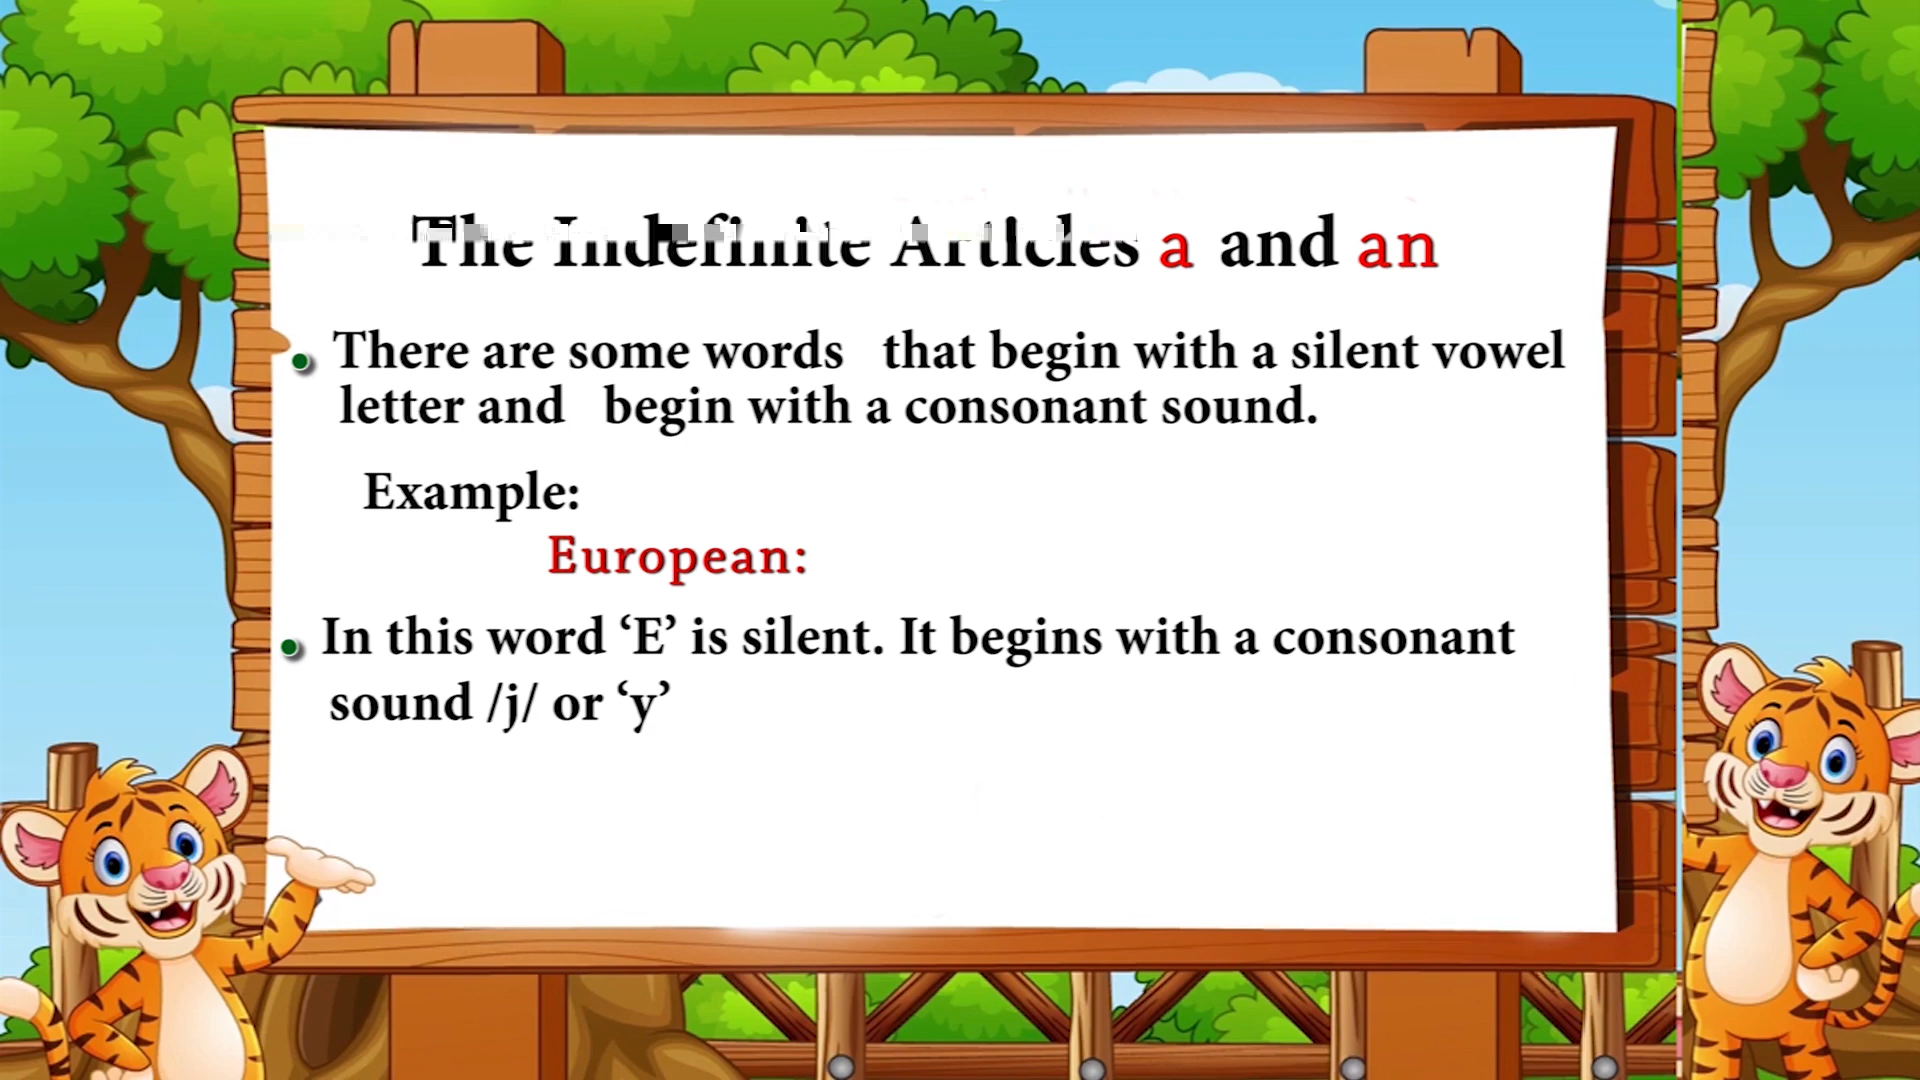 The Indefinite Articles a and an
There are some words that begin with a silent vowel
letter and begin with a consonant sound.
Example:
European:
In this word ‘E’ is silent. It begins with a consonant
sound /j/ or ‘y’